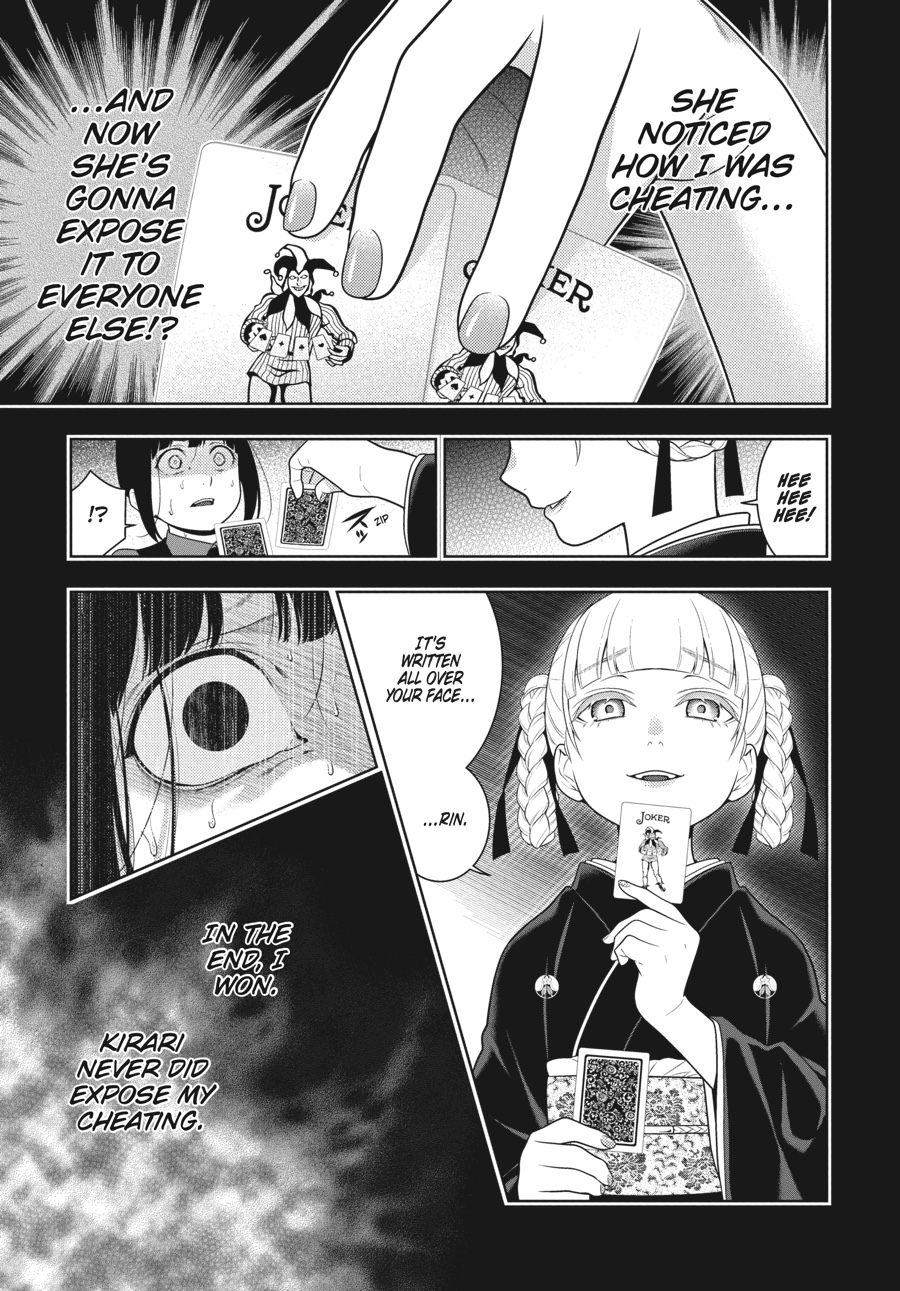 SHE
NOTICED
HOW I WAS
CHEATING...
...AND
NOW
SHE'S
GONNA
EXPOSE
IT TO
EVERYONE
ELSE!?
JOKER
JOKER
HEE
HEE
HEE!
ズッ
ZIP
!?
IT'S
WRITTEN
ALL OVER
YOUR FACE...
...RIN.
JOKER
IN THE
END, I
WON.
KIRARI
NEVER DID
EXPOSE MY
CHEATING.